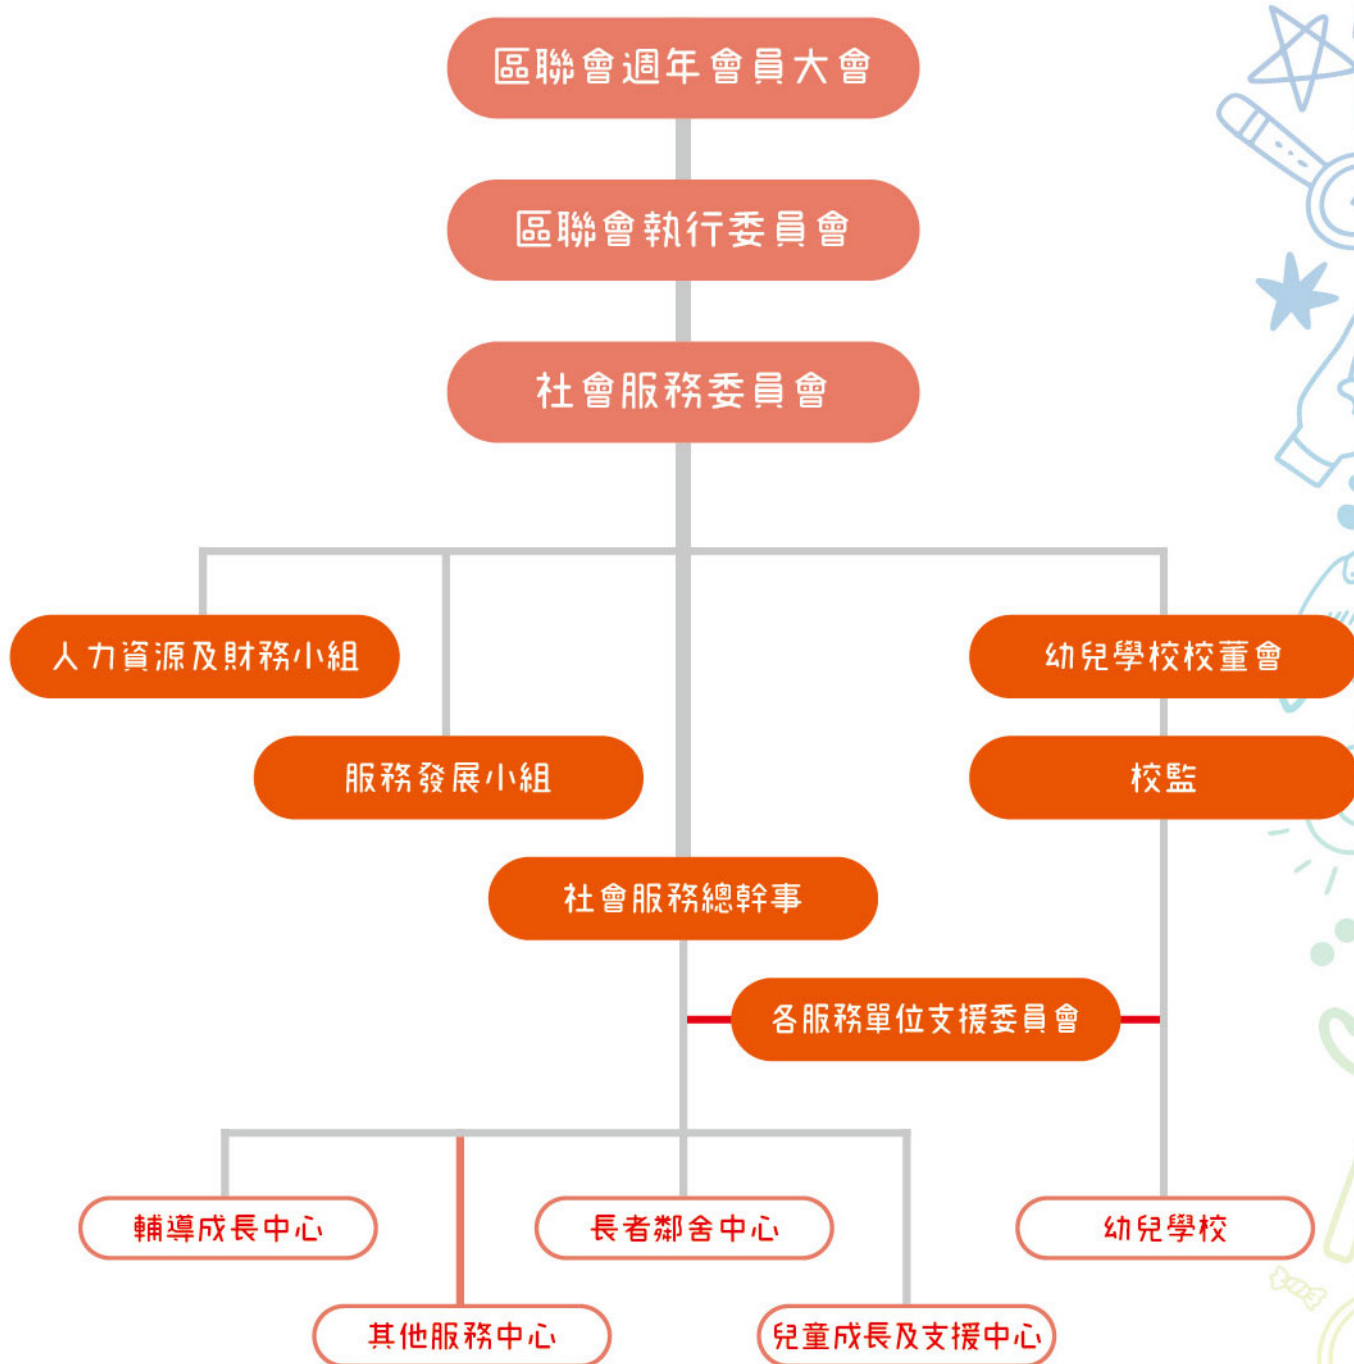 區聯會週年會員大會
區聯會執行委員會
社會服務委員會
人力資源及財務小組
幼兒學校校董會
服務發展小組
校監
社會服務總幹事
各服務單位支援委員會
輔導成長中心
長者鄰舍中心
幼兒學校
其他服務中心
兒童成長及支援中心